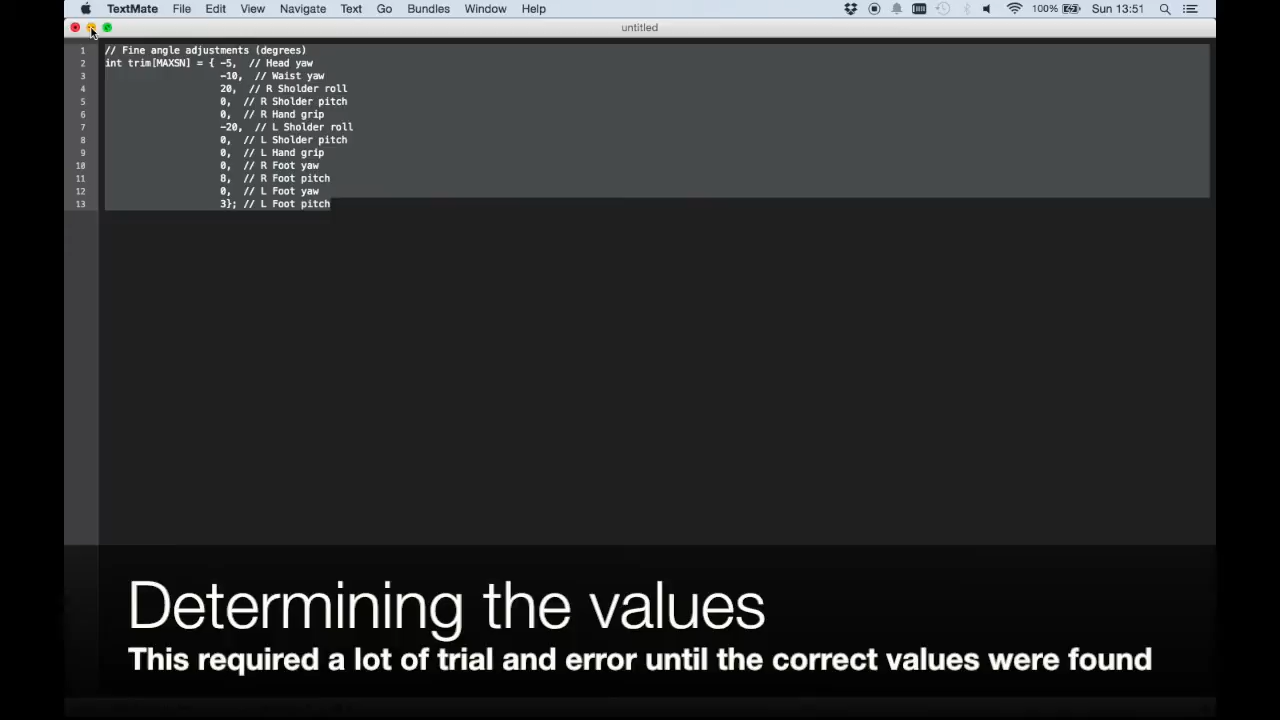 TextMate File Edit View Navigate Text Go Bundles Window Help 100% Sun 13:51
untitled
1 // Fine angle adjustments (degrees)
2 int trim[MAXSN] = { -5, // Head yaw
3 -10, // Waist yaw
4 20, // R Sholder roll
5 0, // R Sholder pitch
6 0, // R Hand grip
7 -20, // L Sholder roll
8 0, // L Sholder pitch
9 0, // L Hand grip
10 0, // R Foot yaw
11 8, // R Foot pitch
12 0, // L Foot yaw
13 3}; // L Foot pitch
Determining the values
This required a lot of trial and error until the correct values were found